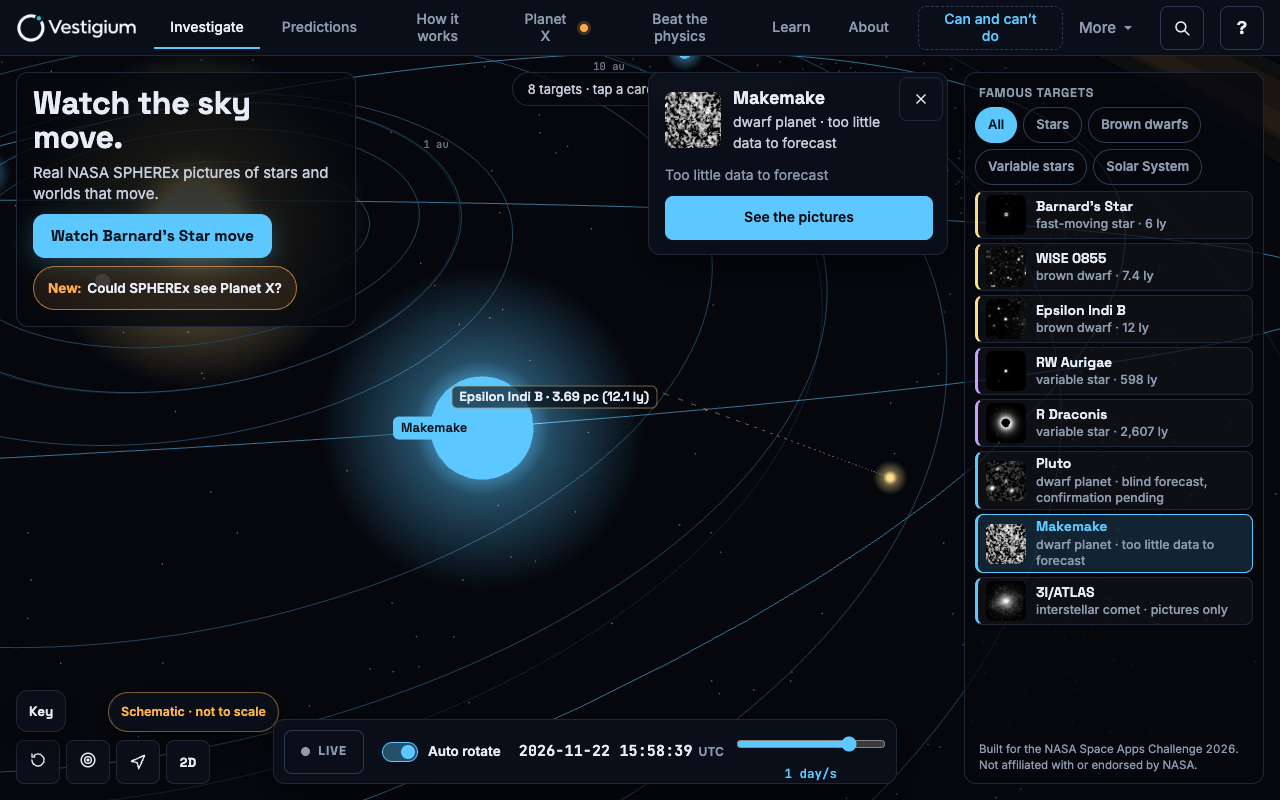 Vestigium
Investigate
Predictions
How it
works
Planet
X
Beat the
physics
Learn
About
Can and can't
do
More
?
Watch the sky
move.
Real NASA SPHEREx pictures of stars and
worlds that move.
Watch Barnard's Star move
New: Could SPHEREx see Planet X?
10 au
1 au
8 targets · tap a card
Makemake
dwarf planet · too little
data to forecast
Too little data to forecast
See the pictures
FAMOUS TARGETS
All
Stars
Brown dwarfs
Variable stars
Solar System
Barnard's Star
fast-moving star · 6 ly
WISE 0855
brown dwarf · 7.4 ly
Epsilon Indi B
brown dwarf · 12 ly
RW Aurigae
variable star · 598 ly
R Draconis
variable star · 2,607 ly
Pluto
dwarf planet · blind forecast,
confirmation pending
Makemake
dwarf planet · too little data to
forecast
3I/ATLAS
interstellar comet · pictures only
Epsilon Indi B · 3.69 pc (12.1 ly)
Makemake
Key
Schematic · not to scale
2D
LIVE
Auto rotate
2026-11-22 15:58:39 UTC
1 day/s
Built for the NASA Space Apps Challenge 2026.
Not affiliated with or endorsed by NASA.